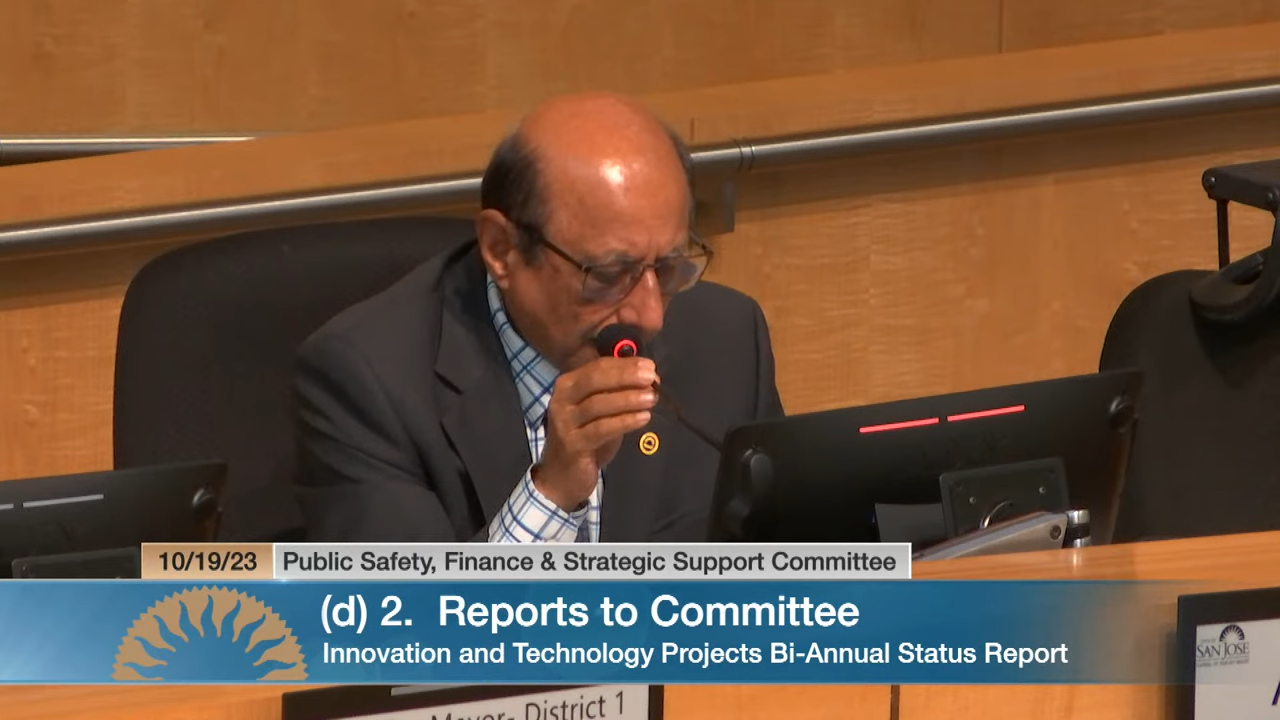 10/19/23
Public Safety, Finance & Strategic Support Committee
(d) 2. Reports to Committee
Innovation and Technology Projects Bi-Annual Status Report
SAN JOSE
Mayor- District 1